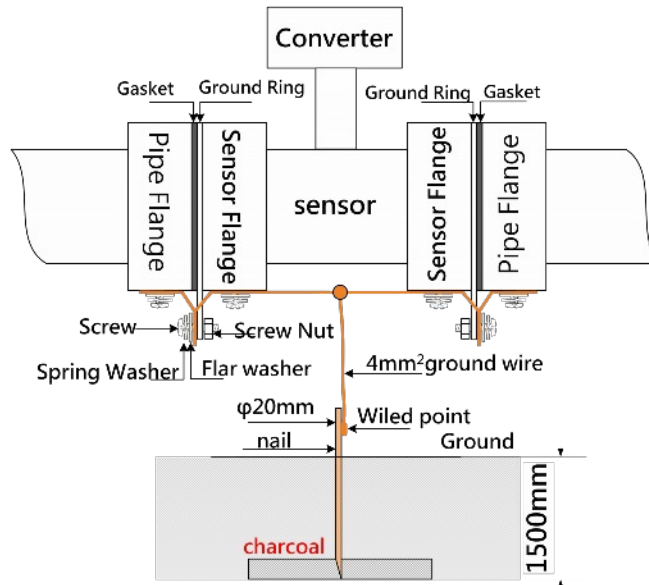 Converter
Gasket
Ground Ring
Ground Ring
Gasket
Pipe Flange
Sensor Flange
sensor
Sensor Flange
Pipe Flange
Screw
Screw Nut
Spring Washer
Flar washer
4mm²ground wire
φ20mm
Wiled point
nail
Ground
charcoal
1500mm